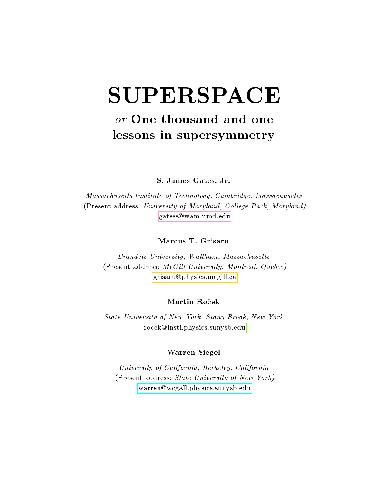 SUPERSPACE
or One thousand and one
lessons in supersymmetry
S. James Gates, Jr.
Massachusetts Institute of Technology, Cambridge, Massachusetts
(Present address: University of Maryland, College Park, Maryland)
gatess@wam.umd.edu
Marcus T. Grisaru
Brandeis University, Waltham, Massachusetts
(Present address: McGill University, Montreal, Quebec)
grisaru@physics.mcgill.ca
Martin Roček
State University of New York, Stony Brook, New York
rocek@insti.physics.sunysb.edu
Warren Siegel
University of California, Berkeley, California
(Present address: State University of New York)
warren@wcgall.physics.sunysb.edu